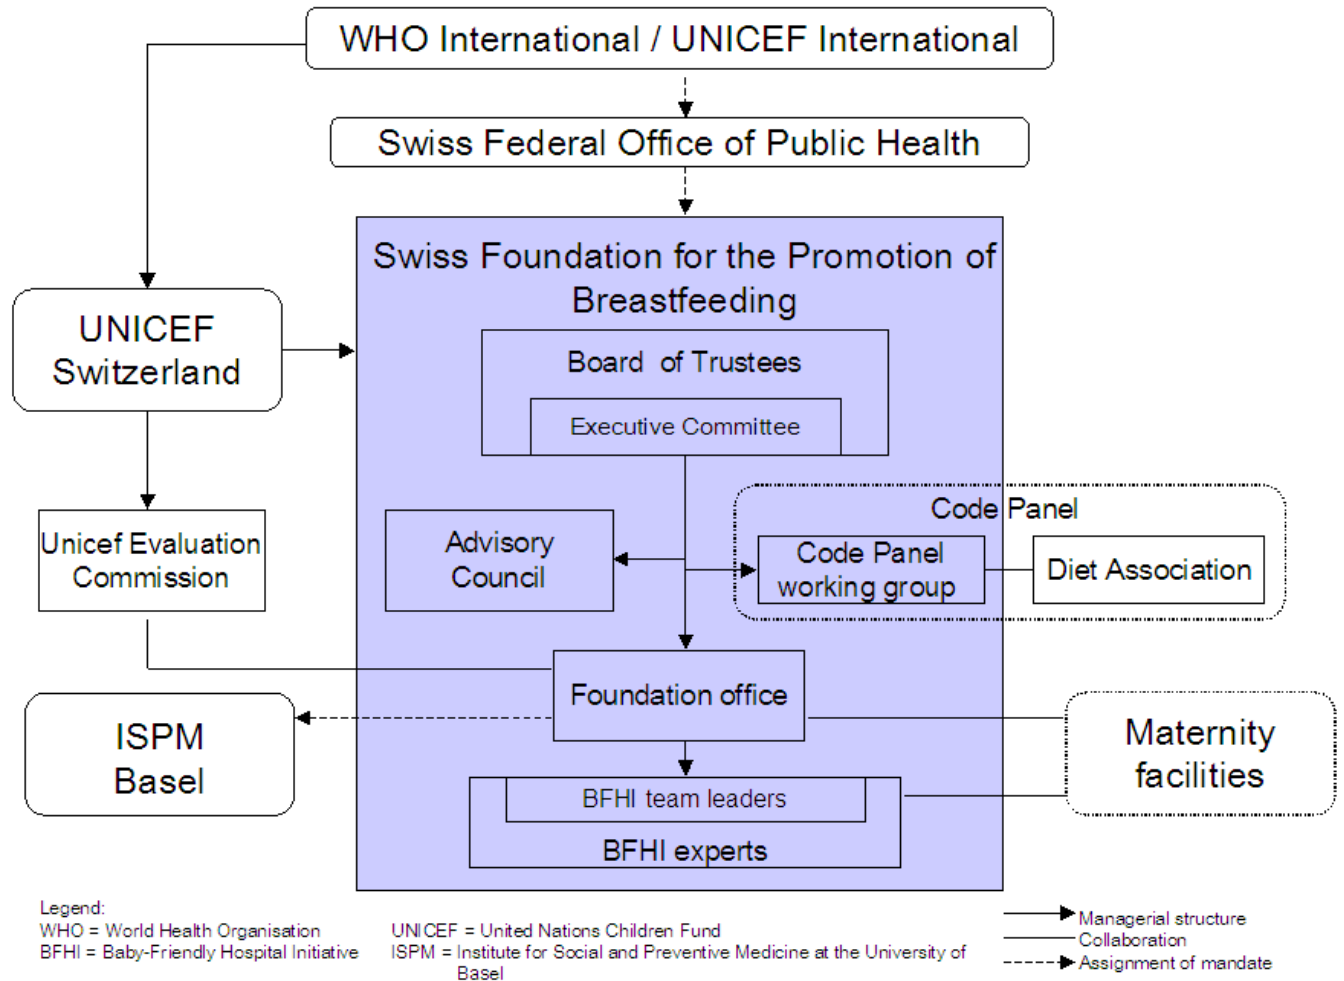 WHO International / UNICEF International
Swiss Federal Office of Public Health
Swiss Foundation for the Promotion of
Breastfeeding
UNICEF
Switzerland
Board of Trustees
Executive Committee
Code Panel
Unicef Evaluation
Commission
Advisory
Council
Code Panel
working group
Diet Association
Foundation office
ISPM
Basel
Maternity
facilities
BFHI team leaders
BFHI experts
Legend:
WHO = World Health Organisation
BFHI = Baby-Friendly Hospital Initiative
UNICEF = United Nations Children Fund
ISPM = Institute for Social and Preventive Medicine at the University of
Basel
Managerial structure
Collaboration
Assignment of mandate